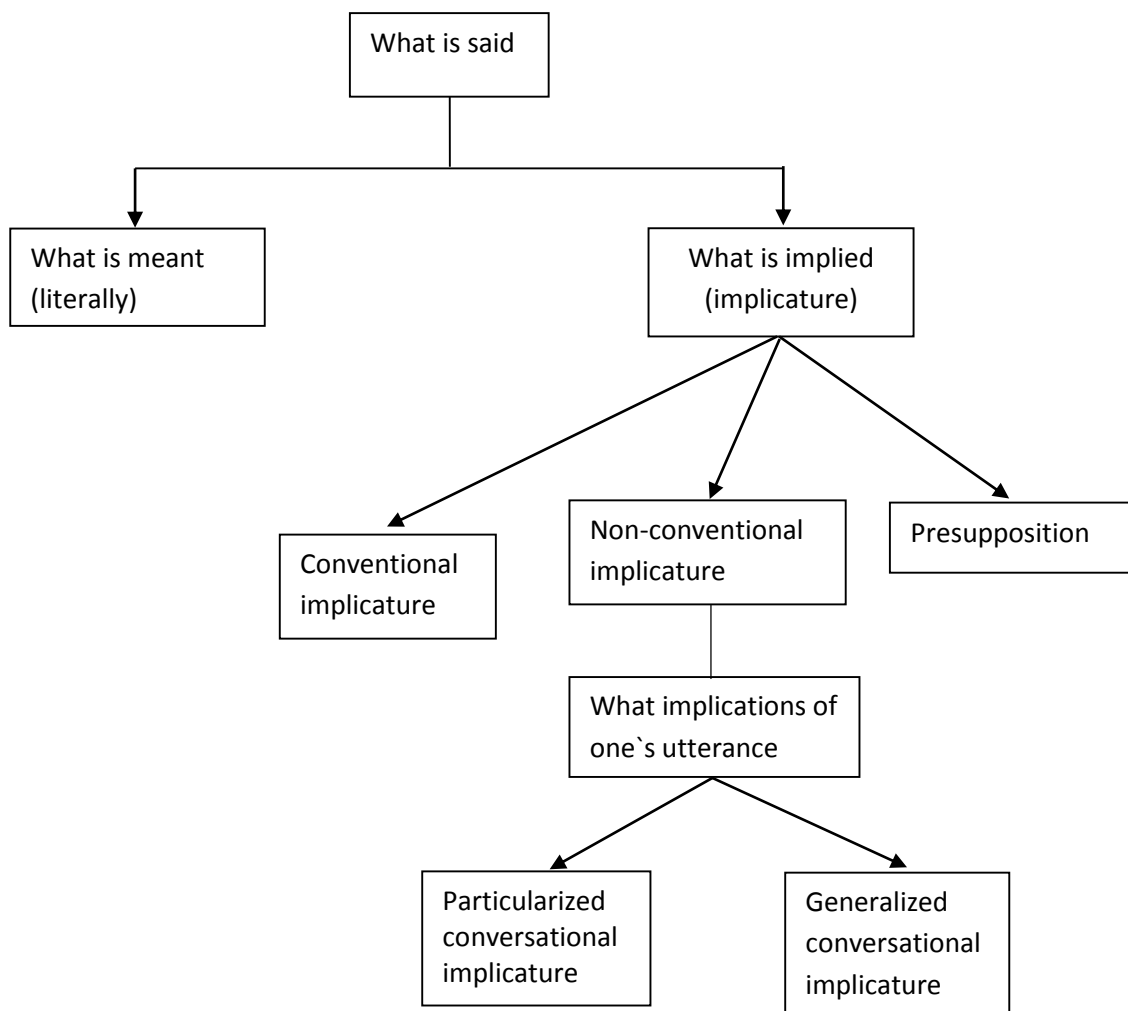 What is said
What is meant
(literally)
What is implied
(implicature)
Conventional
implicature
Non-conventional
implicature
Presupposition
What implications of
one`s utterance
Particularized
conversational
implicature
Generalized
conversational
implicature